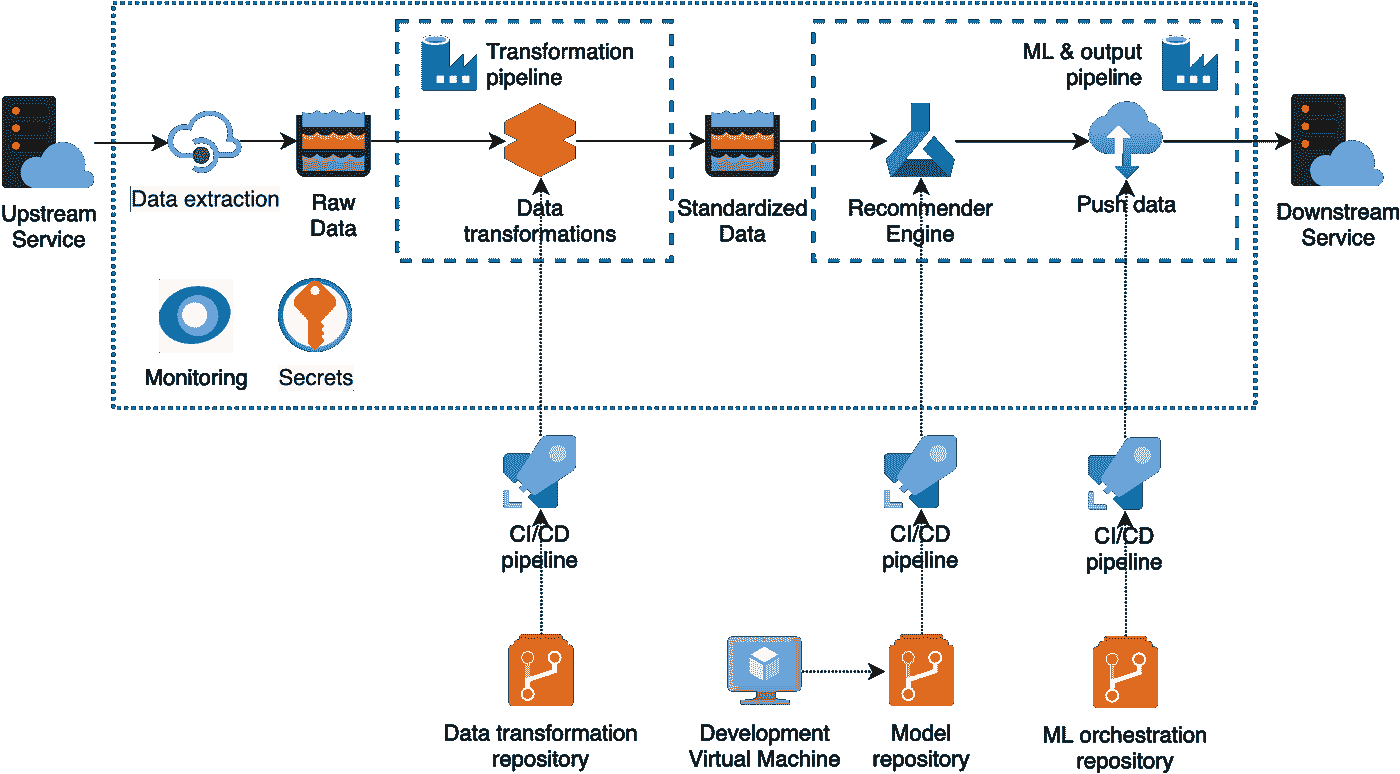 Transformation
pipeline
ML & output
pipeline
Upstream
Service
Data extraction
Raw
Data
Data
transformations
Standardized
Data
Recommender
Engine
Push data
Downstream
Service
Monitoring
Secrets
CI/CD
pipeline
CI/CD
pipeline
CI/CD
pipeline
Data transformation
repository
Development
Virtual Machine
Model
repository
ML orchestration
repository